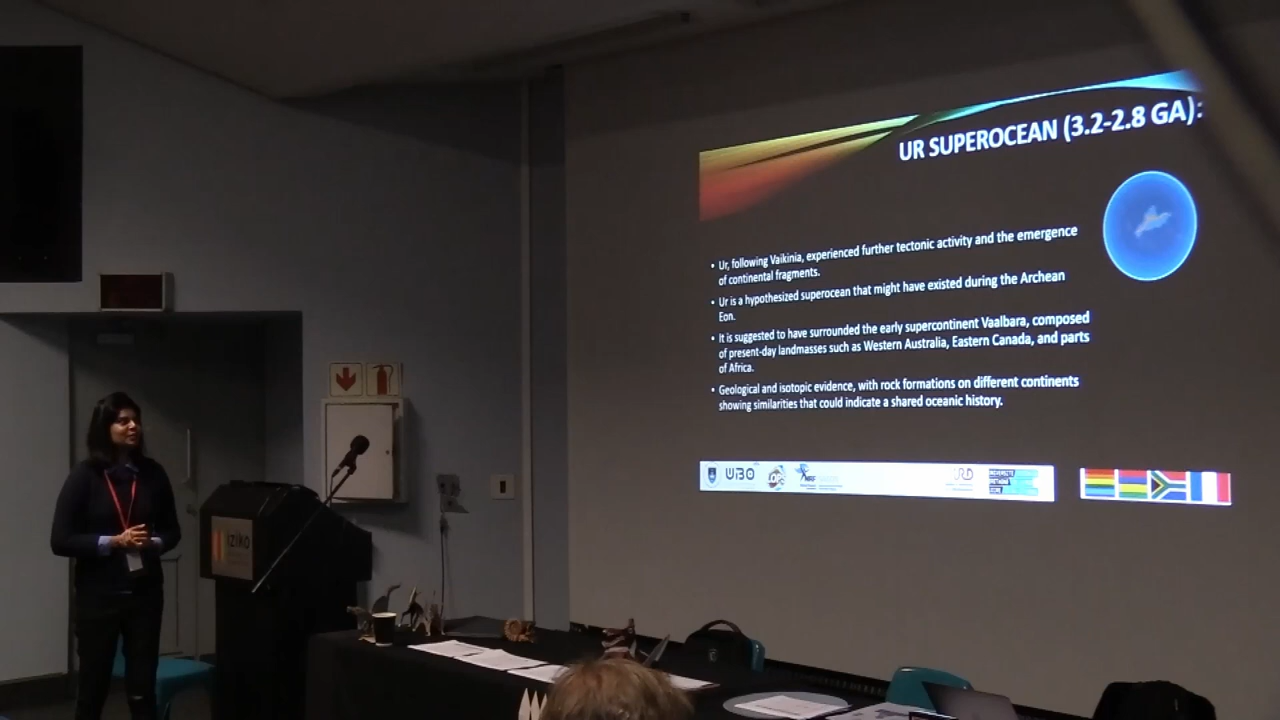 UR SUPEROCEAN (3.2-2.8 GA):
• Ur, following Vaikinia, experienced further tectonic activity and the emergence
of continental fragments.
• Ur is a hypothesized superocean that might have existed during the Archean
Eon.
• It is suggested to have surrounded the early supercontinent Vaalbara, composed
of present-day landmasses such as Western Australia, Eastern Canada, and parts
of Africa.
• Geological and isotopic evidence, with rock formations on different continents
showing similarities that could indicate a shared oceanic history.
UBO
NRF
IRD
iziko